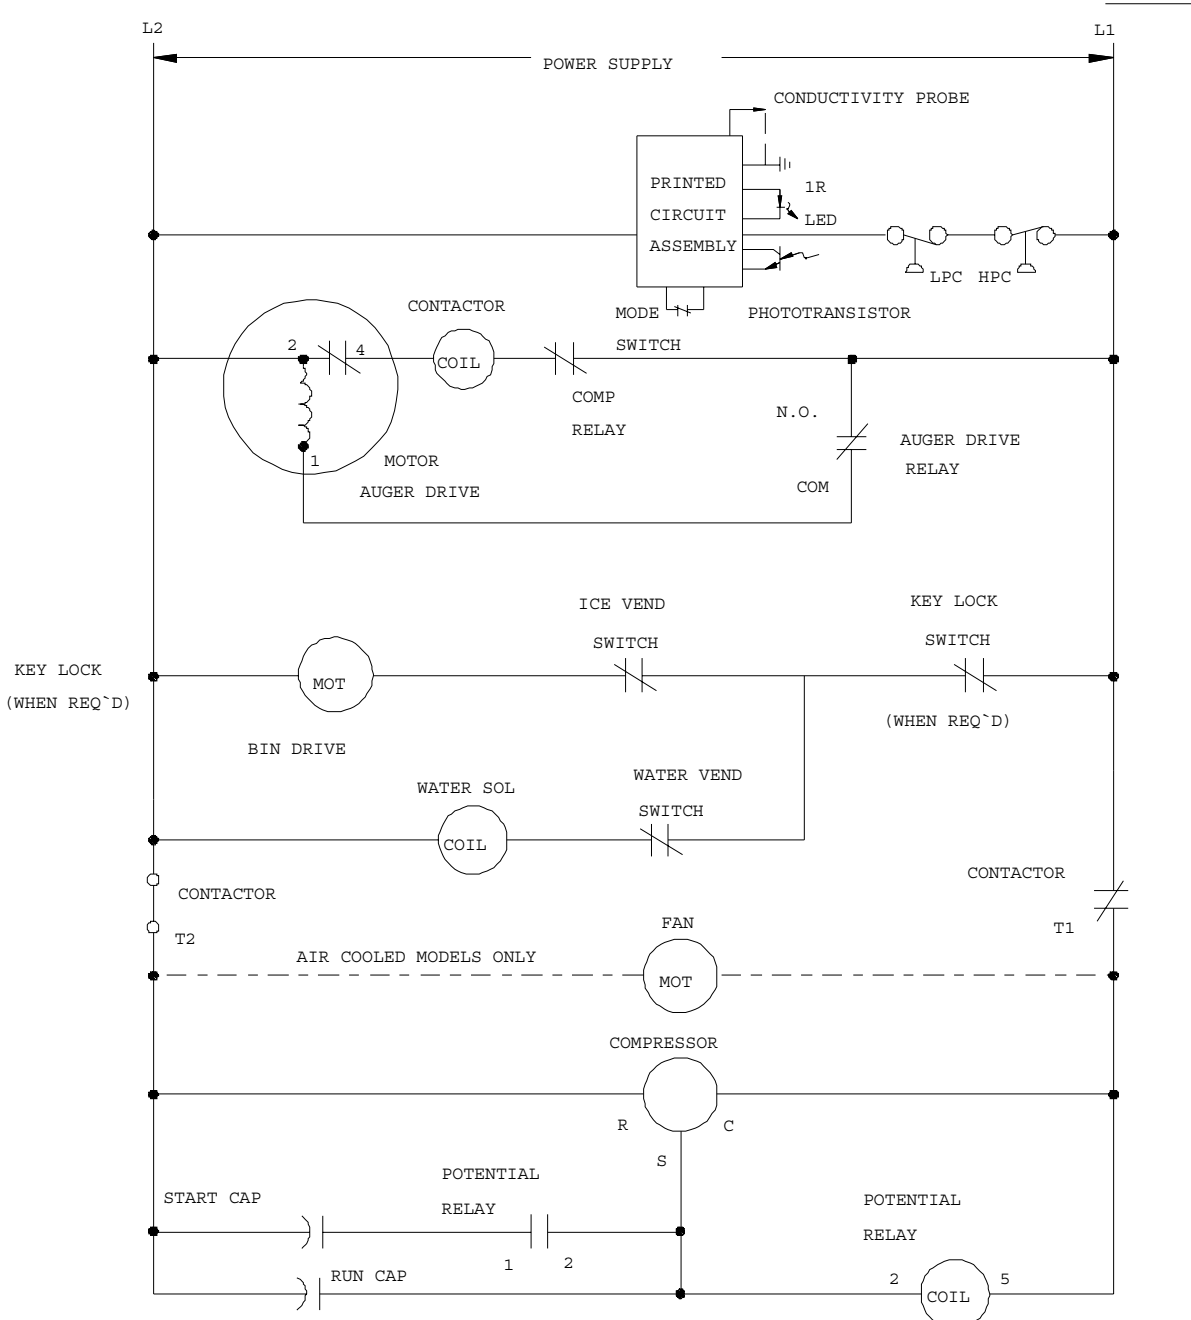 L2
L1
POWER SUPPLY
CONDUCTIVITY PROBE
PRINTED
1R
CIRCUIT
LED
ASSEMBLY
LPC HPC
MODE
SWITCH
PHOTOTRANSISTOR
CONTACTOR
2
4
COIL
COMP
RELAY
N.O.
AUGER DRIVE
RELAY
COM
1
MOTOR
AUGER DRIVE
ICE VEND
SWITCH
KEY LOCK
SWITCH
KEY LOCK
(WHEN REQ`D)
MOT
(WHEN REQ`D)
BIN DRIVE
WATER SOL
WATER VEND
SWITCH
COIL
CONTACTOR
T2
CONTACTOR
T1
FAN
AIR COOLED MODELS ONLY
MOT
COMPRESSOR
R
C
S
START CAP
POTENTIAL
RELAY
1
2
POTENTIAL
RELAY
RUN CAP
2
5
COIL